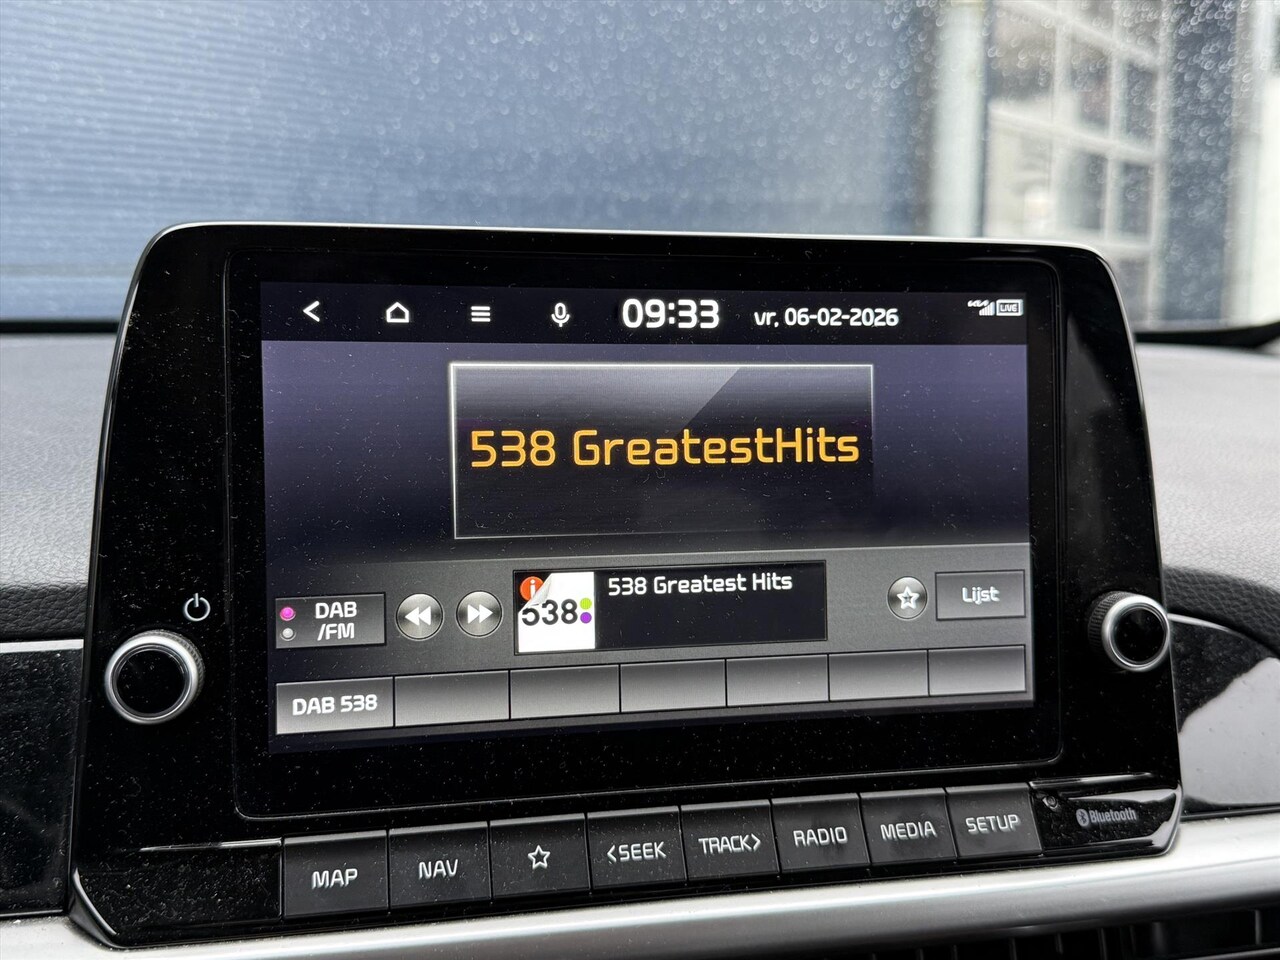 09:33 vr, 06-02-2026 KIA LIVE
538 GreatestHits
DAB
/FM
i
538
538 Greatest Hits
Lijst
DAB 538
MAP NAV <SEEK TRACK> RADIO MEDIA SETUP Bluetooth